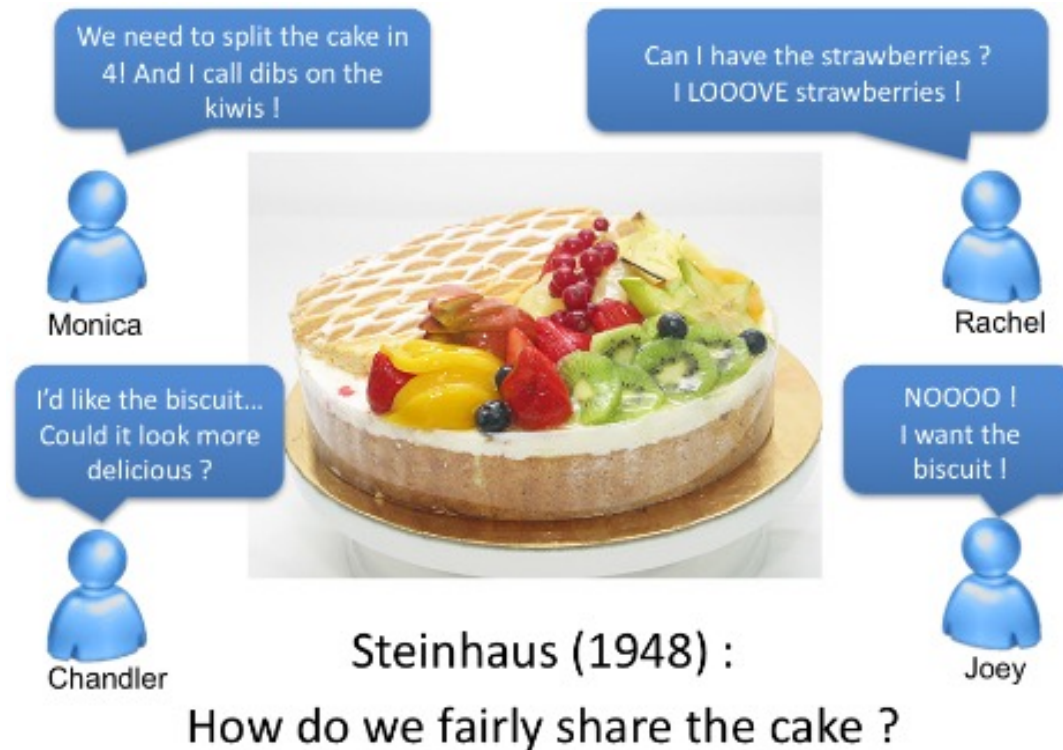 We need to split the cake in
4! And I call dibs on the
kiwis !
Can I have the strawberries ?
I LOOOVE strawberries !
Monica
Rachel
I'd like the biscuit...
Could it look more
delicious ?
NOOOO !
I want the
biscuit !
Chandler
Joey
Steinhaus (1948) :
How do we fairly share the cake ?